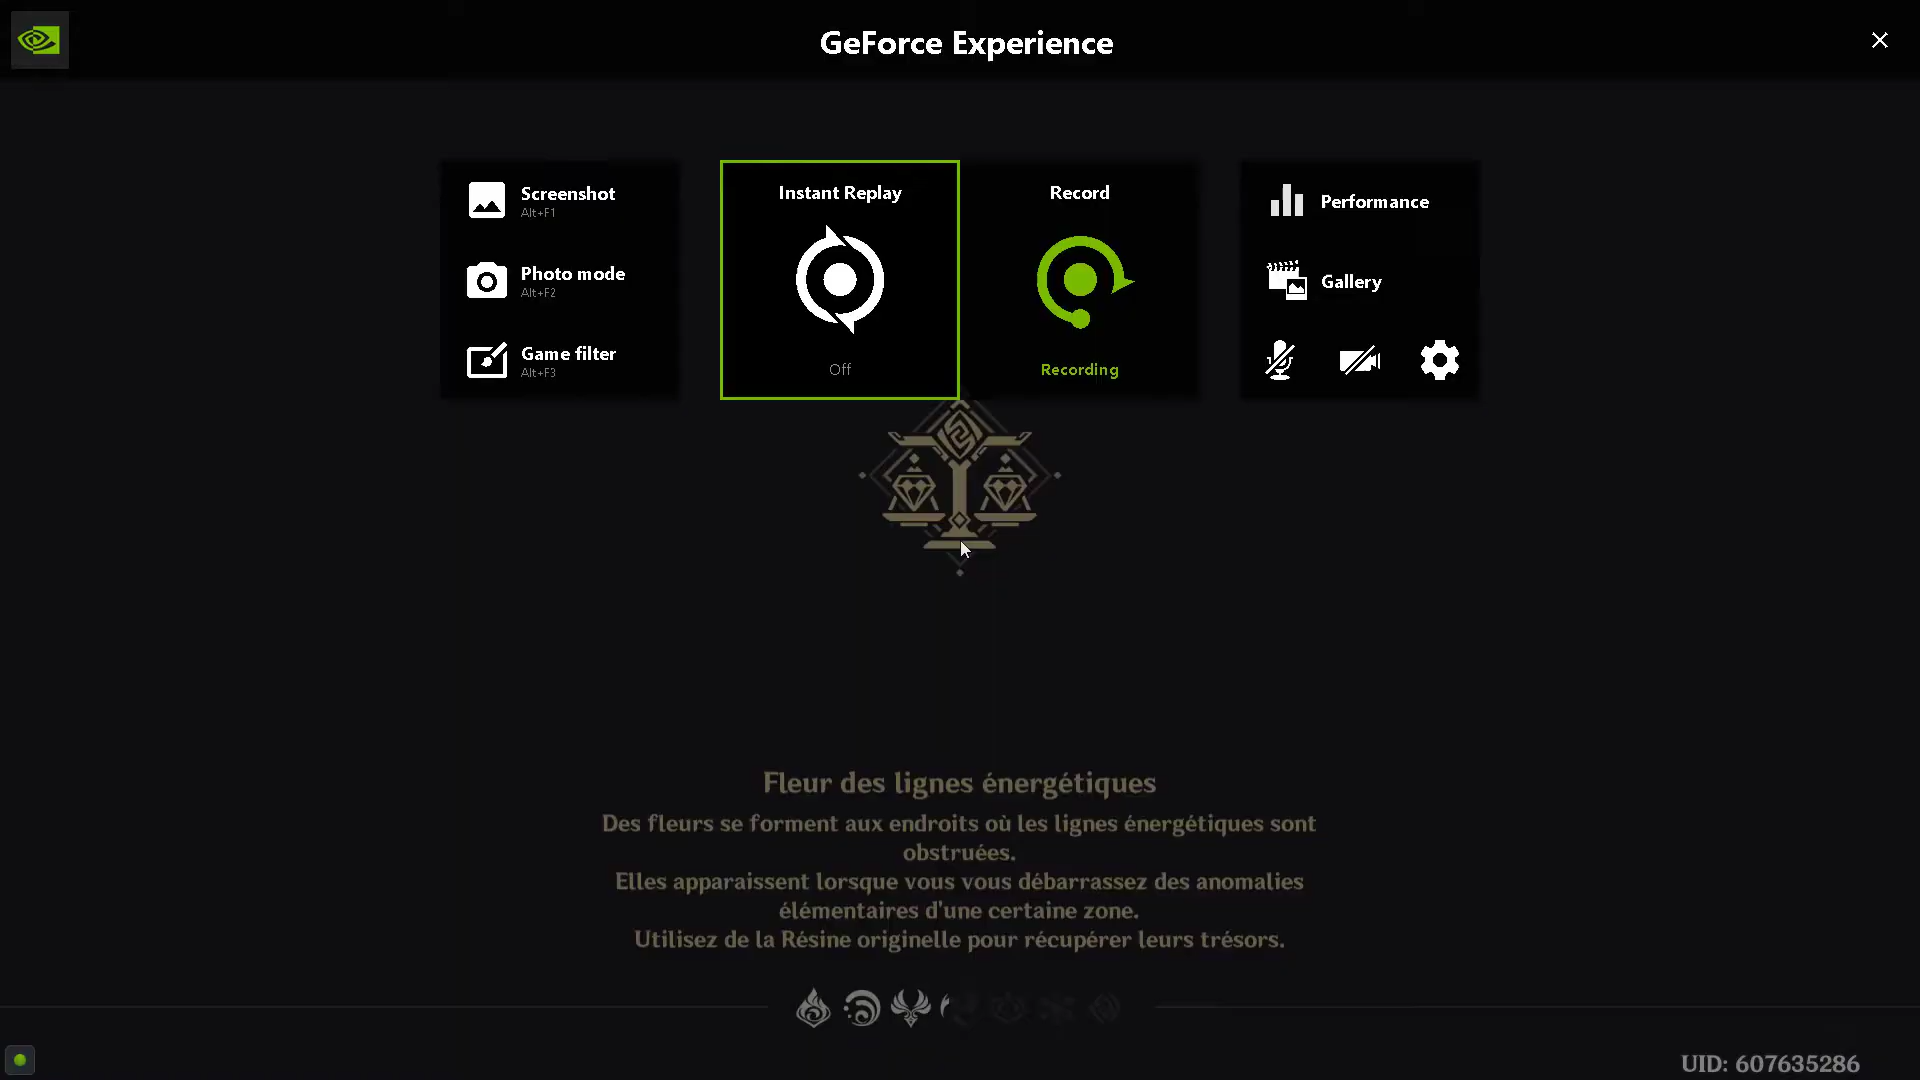 GeForce Experience
Screenshot
Alt+F1
Photo mode
Alt+F2
Game filter
Alt+F3
Instant Replay
Off
Record
Recording
Performance
Gallery
Fleur des lignes énergétiques
Des fleurs se forment aux endroits où les lignes énergétiques sont
obstruées.
Elles apparaissent lorsque vous vous débarrassez des anomalies
élémentaires d'une certaine zone.
Utilisez de la Résine originelle pour récupérer leurs trésors.
UID: 607635286